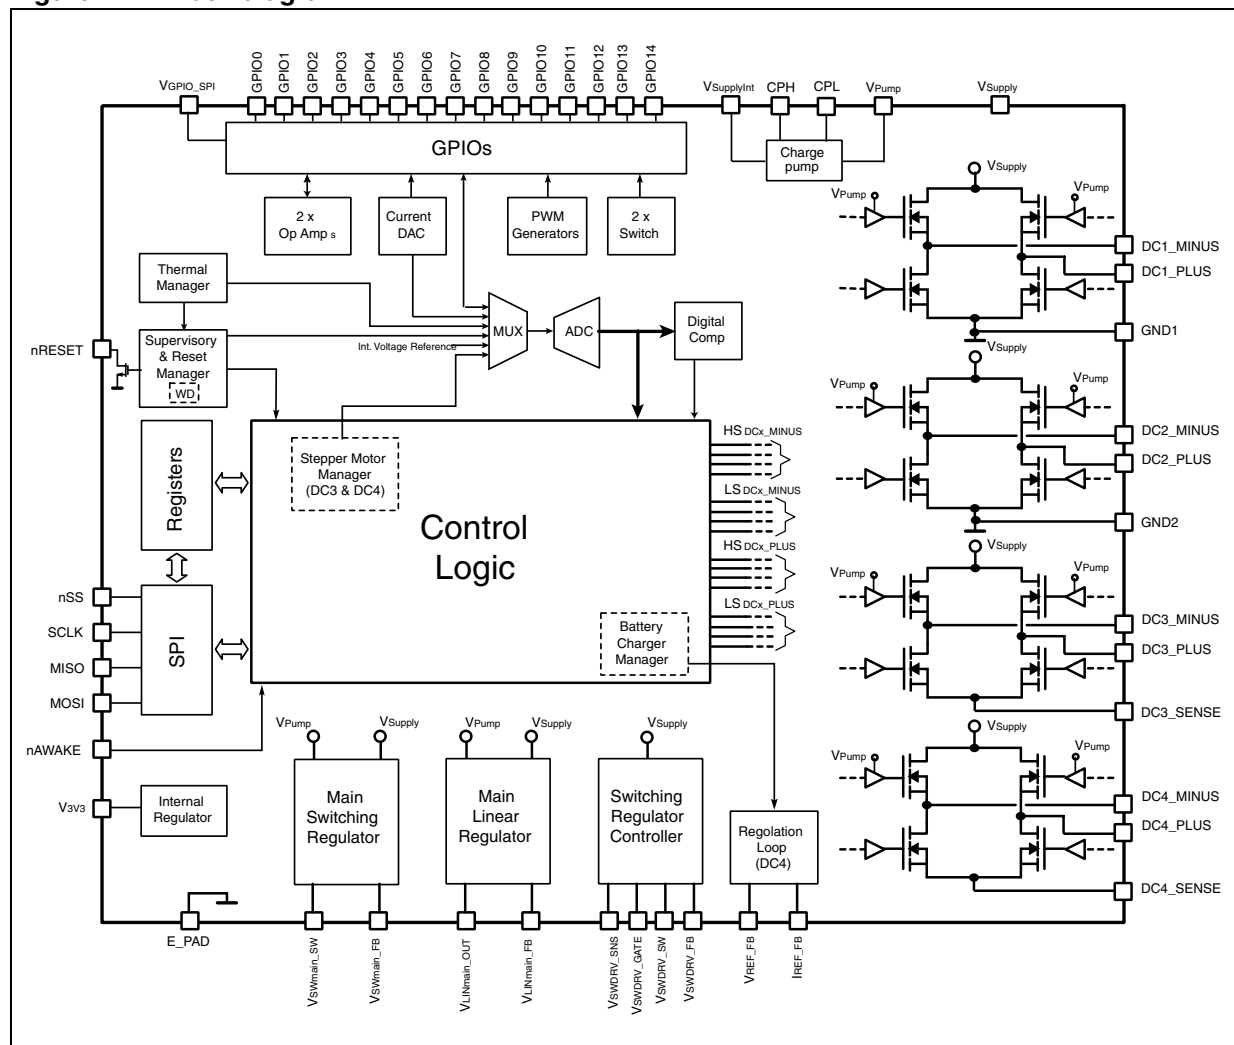 GPIO0
GPIO1
GPIO2
GPIO3
GPIO4
GPIO5
GPIO6
GPIO7
GPIO8
GPIO9
GPIO10
GPIO11
GPIO12
GPIO13
GPIO14
VGPIO_SPI
VSupplyInt
CPH
CPL
VPump
VSupply
GPIOs
Charge
pump
2 x
Op Amp s
Current
DAC
PWM
Generators
2 x
Switch
Thermal
Manager
nRESET
Supervisory
& Reset
Manager
WD
Int. Voltage Reference
MUX
ADC
Digital
Comp
VSupply
VPump
VPump
DC1_MINUS
DC1_PLUS
GND1
VSupply
VPump
VPump
DC2_MINUS
DC2_PLUS
GND2
VSupply
VPump
VPump
DC3_MINUS
DC3_PLUS
DC3_SENSE
VSupply
VPump
VPump
DC4_MINUS
DC4_PLUS
DC4_SENSE
Registers
Stepper Motor
Manager
(DC3 & DC4)
Control
Logic
HS DCx_MINUS
LS DCx_MINUS
HS DCx_PLUS
LS DCx_PLUS
Battery
Charger
Manager
nSS
SCLK
MISO
MOSI
SPI
nAWAKE
V3V3
Internal
Regulator
VPump
VSupply
Main
Switching
Regulator
VPump
VSupply
Main
Linear
Regulator
VSupply
Switching
Regulator
Controller
Regolation
Loop
(DC4)
E_PAD
VSWmain_SW
VSWmain_FB
VLINmain_OUT
VLINmain_FB
VSWDRV_SNS
VSWDRV_GATE
VSWDRV_SW
VSWDRV_FB
VREF_FB
IREF_FB